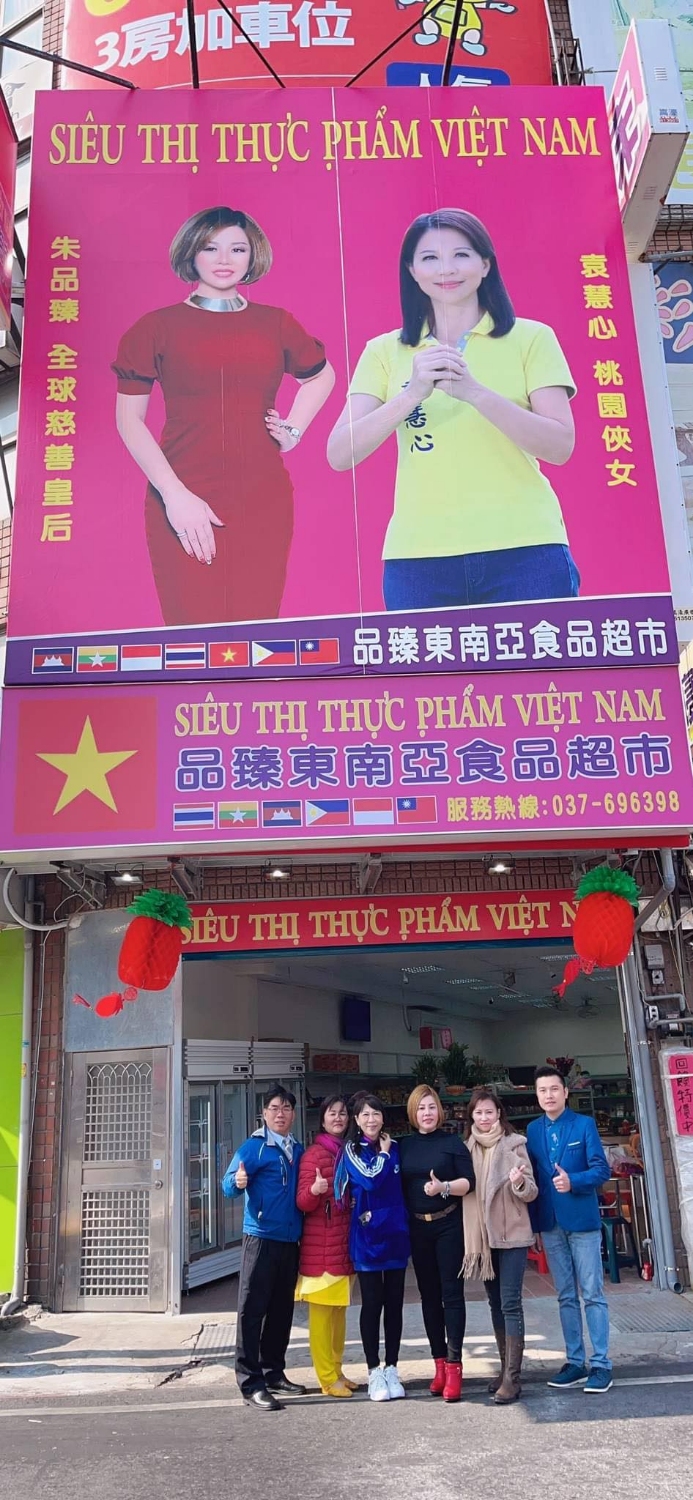 3房加車位
人氣
SIÊU THỊ THỰC PHẨM VIỆT NAM
朱品臻 全球慈善皇后
袁慧心 桃園俠女
慧心
品臻東南亞食品超市
SIÊU THỊ THỰC PHẨM VIỆT NAM
品臻東南亞食品超市
服務熱線:037-696398
SIÊU THỊ THỰC PHẨM VIỆT N